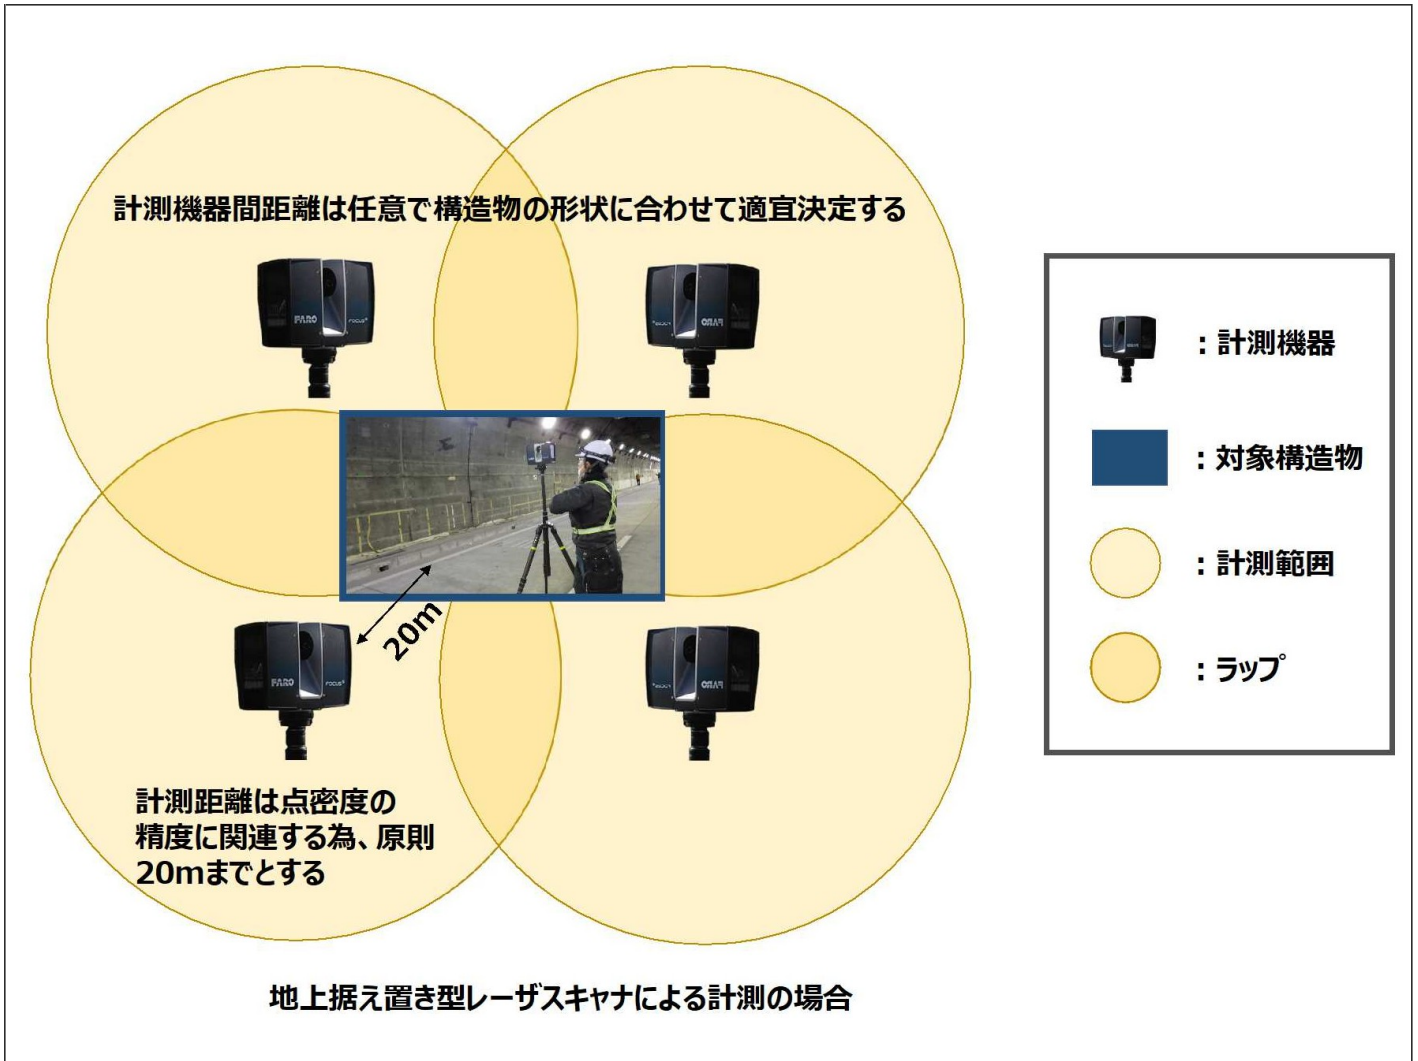 計測機器間距離は任意で構造物の形状に合わせて適宜決定する
FARO
FOCUS
：計測機器
：対象構造物
：計測範囲
：ラップ
20m
FARO
FOCUS
計測距離は点密度の
精度に関連する為、原則
20mまでとする
地上据え置き型レーザスキャナによる計測の場合